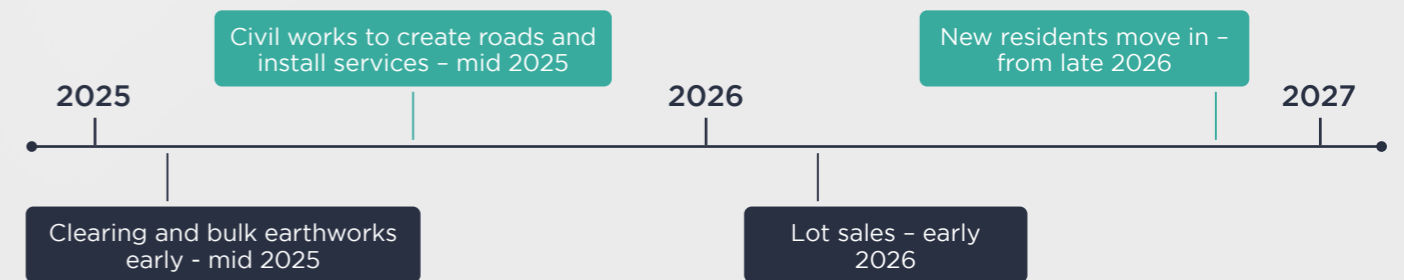 Civil works to create roads and
install services – mid 2025
New residents move in –
from late 2026
2025
2026
2027
Clearing and bulk earthworks
early - mid 2025
Lot sales – early
2026